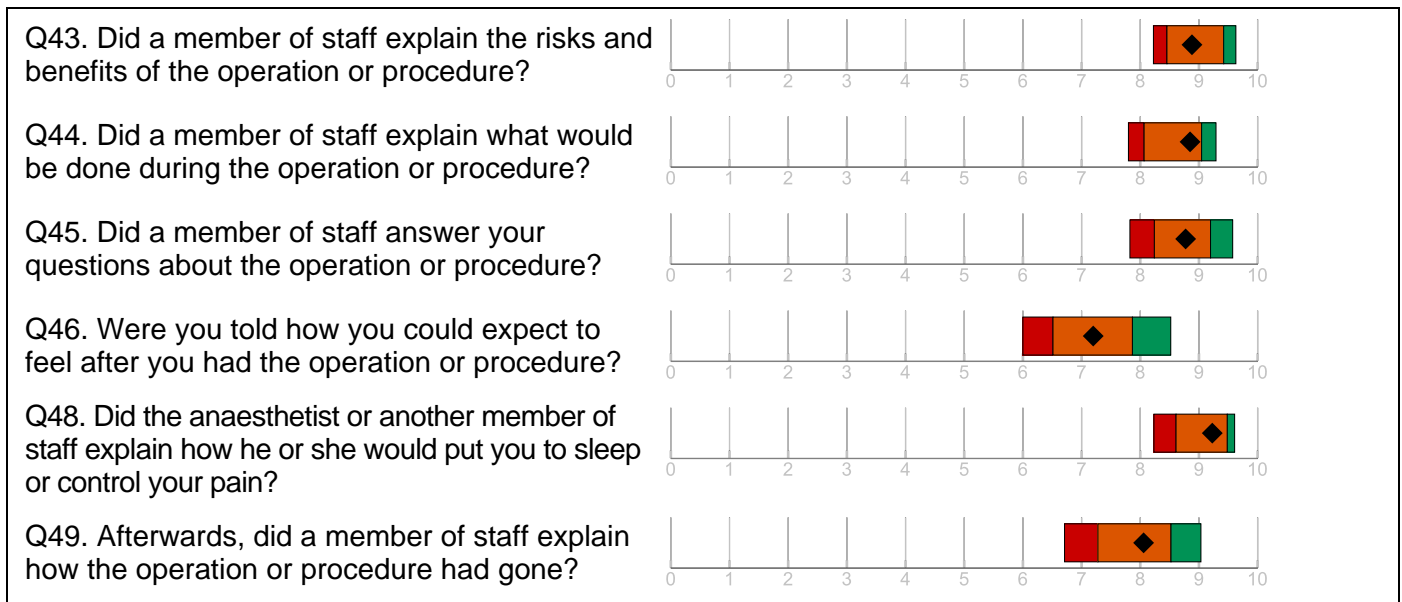 Q43. Did a member of staff explain the risks and
benefits of the operation or procedure?
0 1 2 3 4 5 6 7 8 9 10
Q44. Did a member of staff explain what would
be done during the operation or procedure?
0 1 2 3 4 5 6 7 8 9 10
Q45. Did a member of staff answer your
questions about the operation or procedure?
0 1 2 3 4 5 6 7 8 9 10
Q46. Were you told how you could expect to
feel after you had the operation or procedure?
0 1 2 3 4 5 6 7 8 9 10
Q48. Did the anaesthetist or another member of
staff explain how he or she would put you to sleep
or control your pain?
0 1 2 3 4 5 6 7 8 9 10
Q49. Afterwards, did a member of staff explain
how the operation or procedure had gone?
0 1 2 3 4 5 6 7 8 9 10